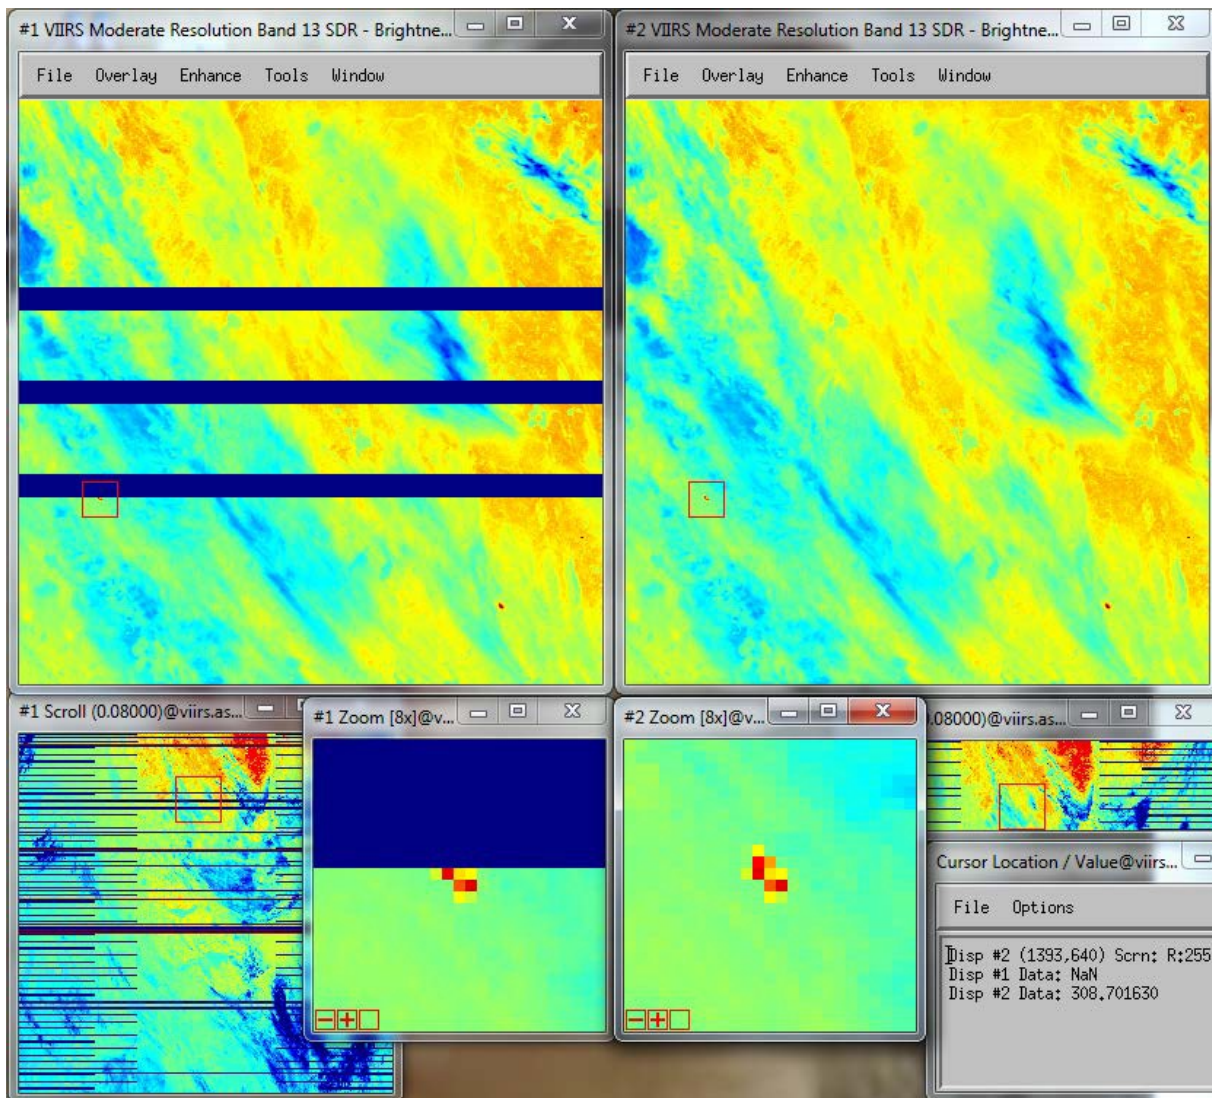 #1 VIIRS Moderate Resolution Band 13 SDR - Brightne...
File Overlay Enhance Tools Window
#2 VIIRS Moderate Resolution Band 13 SDR - Brightne...
File Overlay Enhance Tools Window
#1 Scroll (0.08000)@viirs.as...
#1 Zoom [8x]@v...
#2 Zoom [8x]@v...
0.08000)@viirs.as...
Cursor Location / Value@viirs...
File Options
Disp #2 (1393,640) Scrn: R:255
Disp #1 Data: NaN
Disp #2 Data: 308.701630